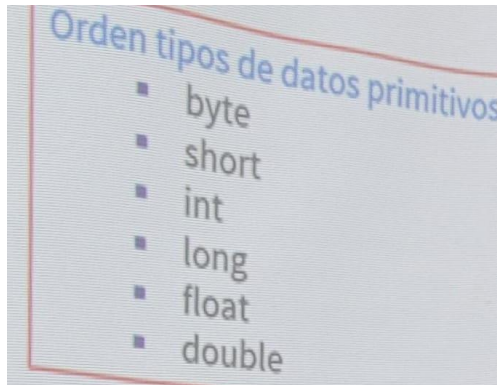 Orden tipos de datos primitivos
byte
short
int
long
float
double